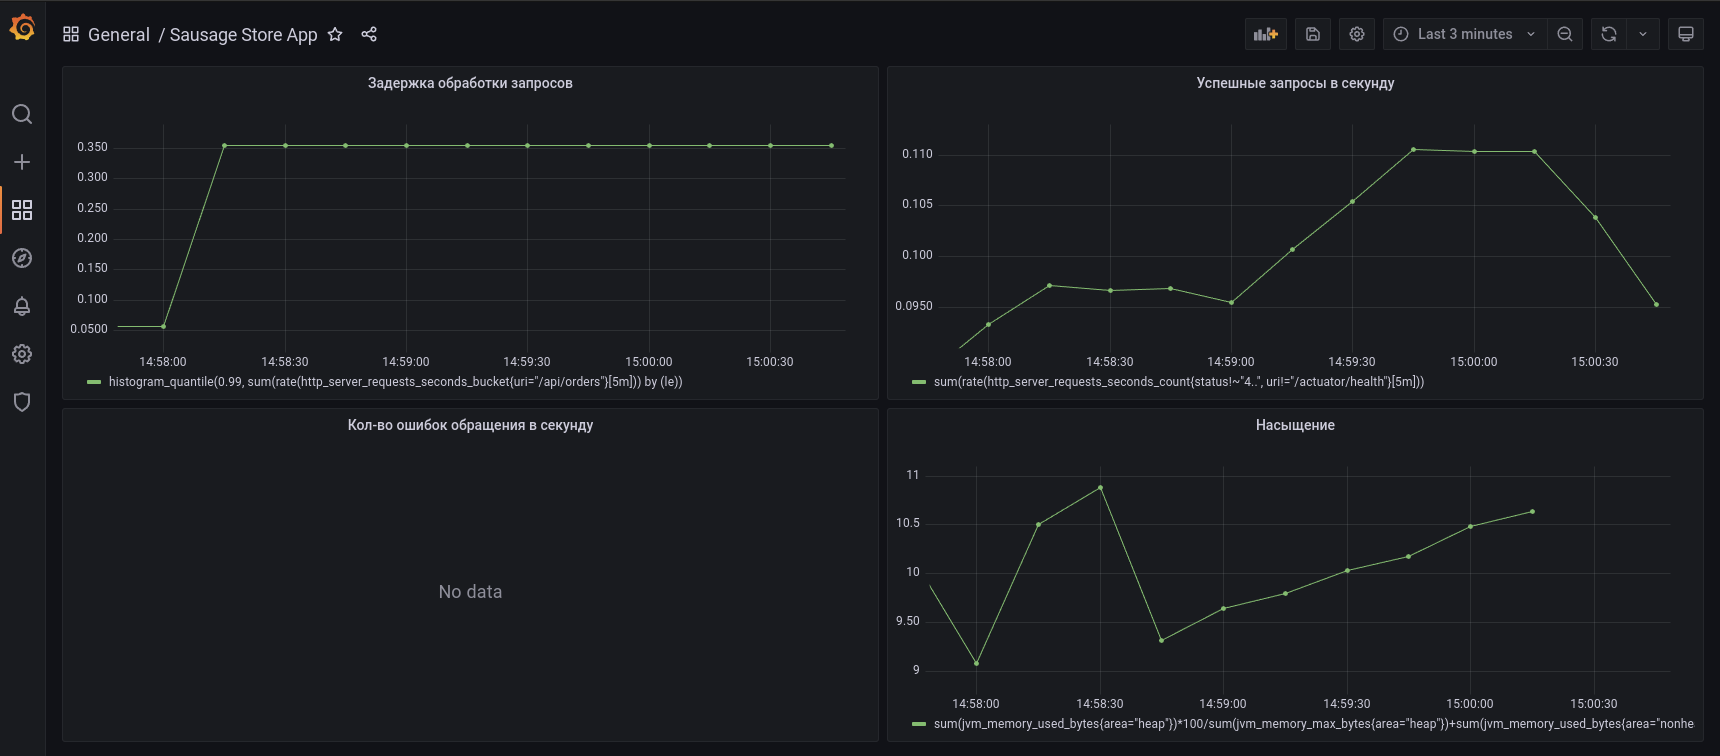 General / Sausage Store App
Last 3 minutes
Задержка обработки запросов
0.350
0.300
0.250
0.200
0.150
0.100
0.0500
14:58:00 14:58:30 14:59:00 14:59:30 15:00:00 15:00:30
histogram_quantile(0.99, sum(rate(http_server_requests_seconds_bucket{uri="/api/orders"}[5m])) by (le))
Успешные запросы в секунду
0.110
0.105
0.100
0.0950
14:58:00 14:58:30 14:59:00 14:59:30 15:00:00 15:00:30
sum(rate(http_server_requests_seconds_count{status!~"4..", uri!="/actuator/health"}[5m]))
Кол-во ошибок обращения в секунду
No data
Насыщение
11
10.5
10
9.50
9
14:58:00 14:58:30 14:59:00 14:59:30 15:00:00 15:00:30
sum(jvm_memory_used_bytes{area="heap"})*100/sum(jvm_memory_max_bytes{area="heap"})+sum(jvm_memory_used_bytes{area="nonhe